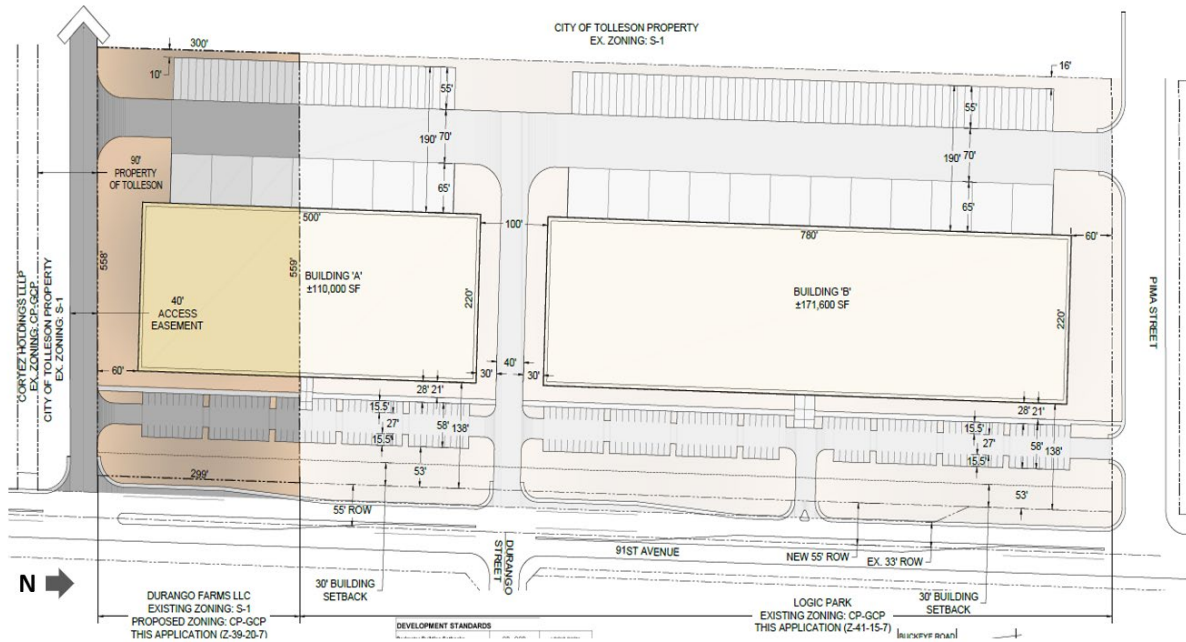 CITY OF TOLLESON PROPERTY
EX. ZONING: S-1
300'
10'
16'
55'
55'
70'
190'
70'
190'
65'
65'
90'
PROPERTY
OF TOLLESON
500'
100'
780'
60'
558'
559'
BUILDING 'A'
±110,000 SF
220'
BUILDING 'B'
±171,600 SF
220'
40'
ACCESS
EASEMENT
CORTEZ HOLDINGS LLLP
EX. ZONING: CP-GCP
CITY OF TOLLESON PROPERTY
EX. ZONING: S-1
PIMA STREET
60'
30'
40'
30'
28'
21'
28'
21'
15.5'
27'
15.5'
58'
138'
15.5'
27'
15.5'
58'
138'
53'
53'
299'
55' ROW
91ST AVENUE
NEW 55' ROW
EX. 33' ROW
DURANGO
STREET
30' BUILDING
SETBACK
30' BUILDING
SETBACK
N
DURANGO FARMS LLC
EXISTING ZONING: S-1
PROPOSED ZONING: CP-GCP
THIS APPLICATION (Z-39-20-7)
LOGIC PARK
EXISTING ZONING: CP-GCP
THIS APPLICATION (Z-41-15-7)
DEVELOPMENT STANDARDS
BUCKEYE ROAD